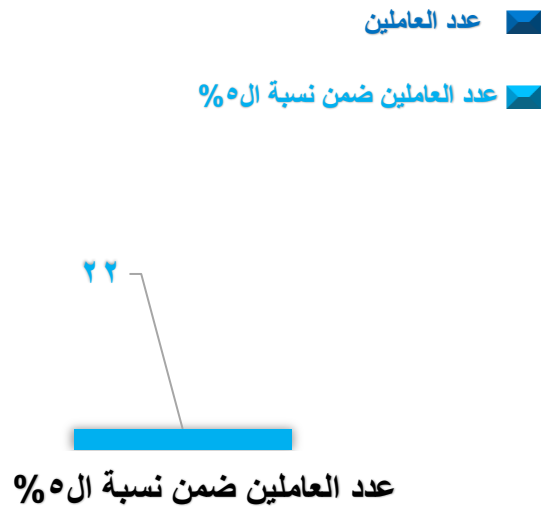 عدد العاملين
عدد العاملين ضمن نسبة ال٥%
٢٢
عدد العاملين ضمن نسبة ال٥%